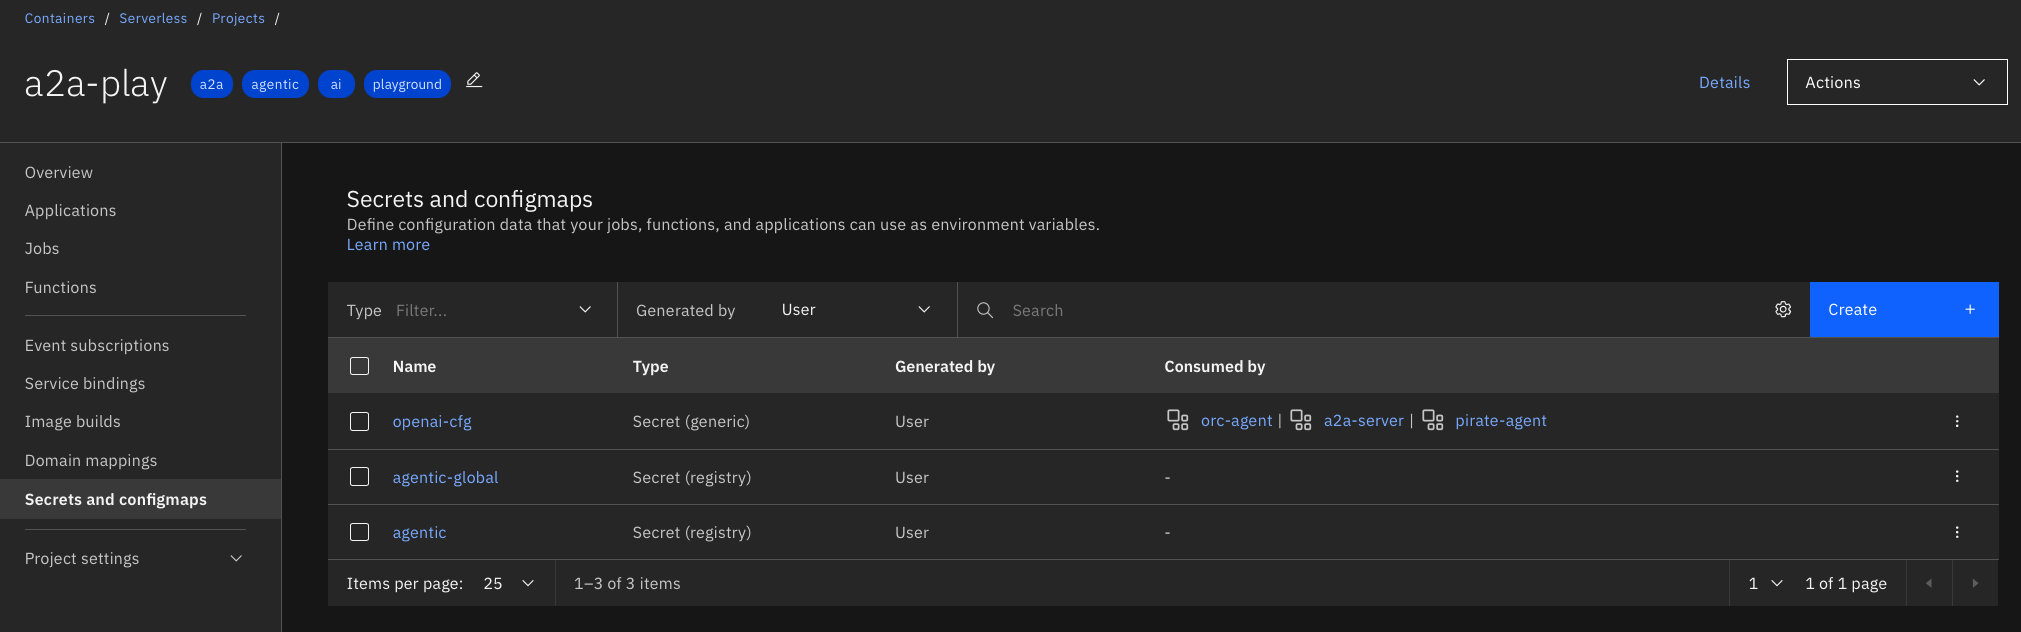 Containers / Serverless / Projects /
a2a-play a2a agentic ai playground
Details
Actions
Overview
Applications
Jobs
Functions
Event subscriptions
Service bindings
Image builds
Domain mappings
Secrets and configmaps
Project settings
Secrets and configmaps
Define configuration data that your jobs, functions, and applications can use as environment variables.
Learn more
Type Filter... Generated by User Search Create +
Name Type Generated by Consumed by
openai-cfg Secret (generic) User orc-agent | a2a-server | pirate-agent
agentic-global Secret (registry) User -
agentic Secret (registry) User -
Items per page: 25 1–3 of 3 items 1 1 of 1 page